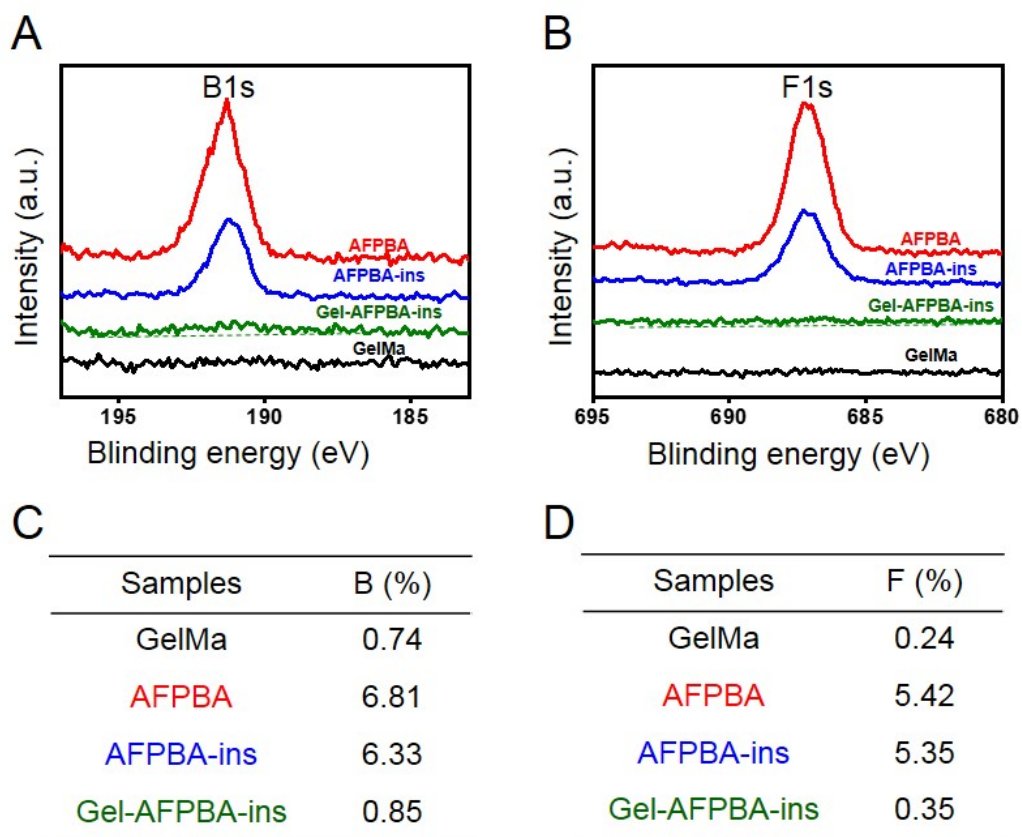 A
B1s
AFPBA
AFPBA-ins
Gel-AFPBA-ins
GelMa
Intensity (a.u.)
195 190 185
Blinding energy (eV)
B
F1s
AFPBA
AFPBA-ins
Gel-AFPBA-ins
GelMa
Intensity (a.u.)
695 690 685 680
Blinding energy (eV)
C
Samples B (%)
GelMa 0.74
AFPBA 6.81
AFPBA-ins 6.33
Gel-AFPBA-ins 0.85
D
Samples F (%)
GelMa 0.24
AFPBA 5.42
AFPBA-ins 5.35
Gel-AFPBA-ins 0.35